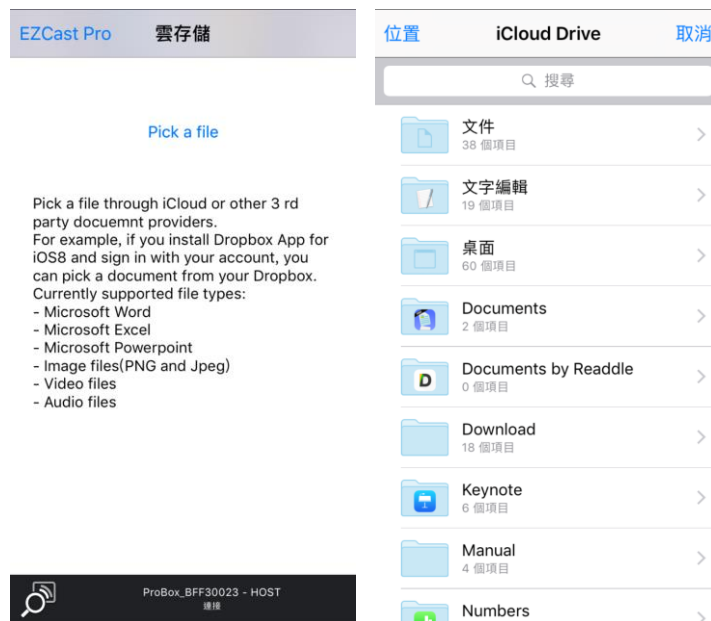 EZCast Pro 雲存儲
Pick a file
Pick a file through iCloud or other 3 rd
party docuemnt providers.
For example, if you install Dropbox App for
iOS8 and sign in with your account, you
can pick a document from your Dropbox.
Currently supported file types:
- Microsoft Word
- Microsoft Excel
- Microsoft Powerpoint
- Image files(PNG and Jpeg)
- Video files
- Audio files
ProBox_BFF30023 - HOST
連接
位置 iCloud Drive 取消
搜尋
文件
38 個項目
文字編輯
19 個項目
桌面
60 個項目
Documents
2 個項目
Documents by Readdle
0 個項目
Download
18 個項目
Keynote
6 個項目
Manual
4 個項目
Numbers